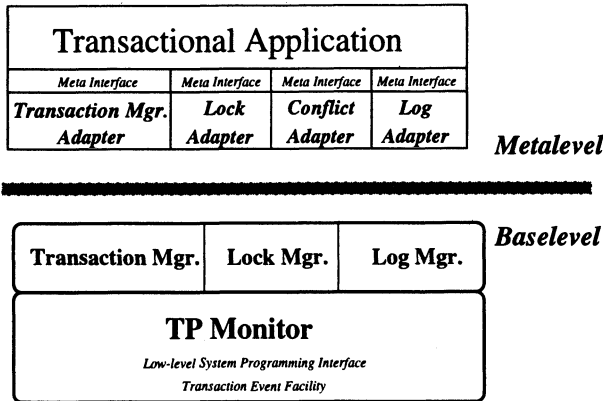 Transactional Application
Meta Interface Meta Interface Meta Interface Meta Interface
Transaction Mgr. Lock Conflict Log
Adapter Adapter Adapter Adapter
Metalevel
Baselevel
Transaction Mgr. Lock Mgr. Log Mgr.
TP Monitor
Low-level System Programming Interface
Transaction Event Facility